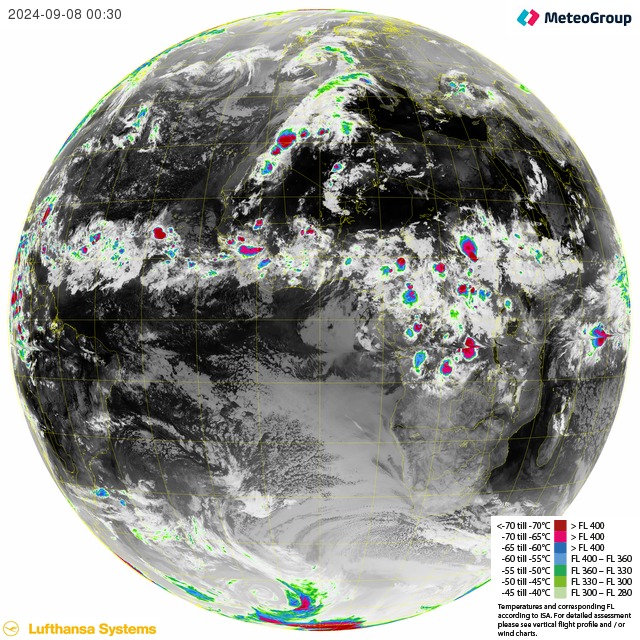 2024-09-08 00:30
MeteoGroup
<-70 till -70°C > FL 400
-70 till -65°C > FL 400
-65 till -60°C > FL 400
-60 till -55°C FL 400 – FL 360
-55 till -50°C FL 360 – FL 330
-50 till -45°C FL 330 – FL 300
-45 till -40°C FL 300 – FL 280
Temperatures and corresponding FL
according to ISA. For detailed assessment
please see vertical flight profile and / or
wind charts.
Lufthansa Systems